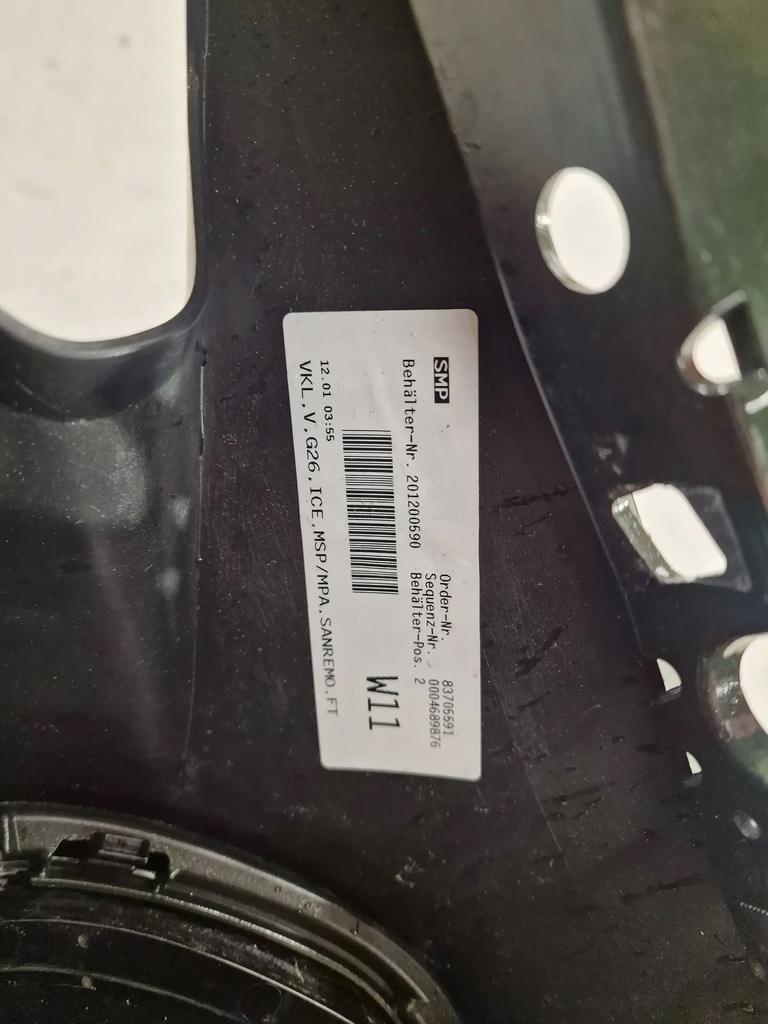 SMP
Behälter-Nr. 201200590
Order-Nr. 83705591
Sequenz-Nr. 0004689876
Behälter-Pos. 2
W11
12.01 03:55
VKL.V.G26.ICE.MSP/MPA.SANREMO.FT